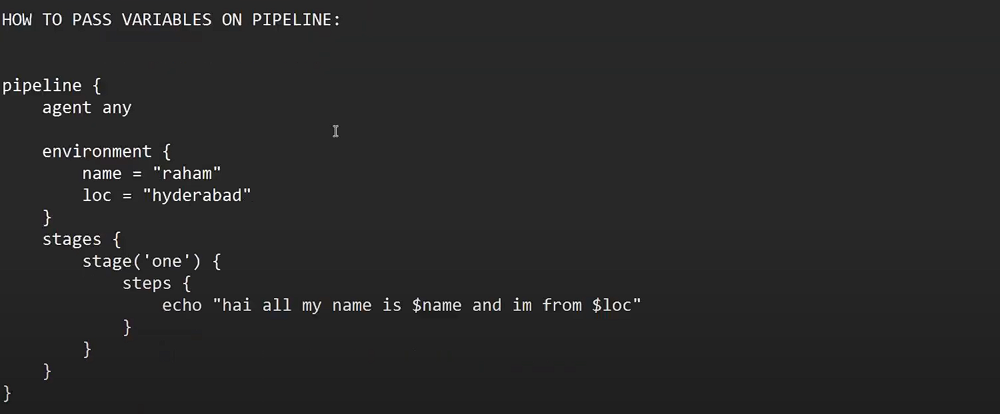 HOW TO PASS VARIABLES ON PIPELINE:
pipeline {
    agent any
    environment {
        name = "raham"
        loc = "hyderabad"
    }
    stages {
        stage('one') {
            steps {
                echo "hai all my name is $name and im from $loc"
            }
        }
    }
}